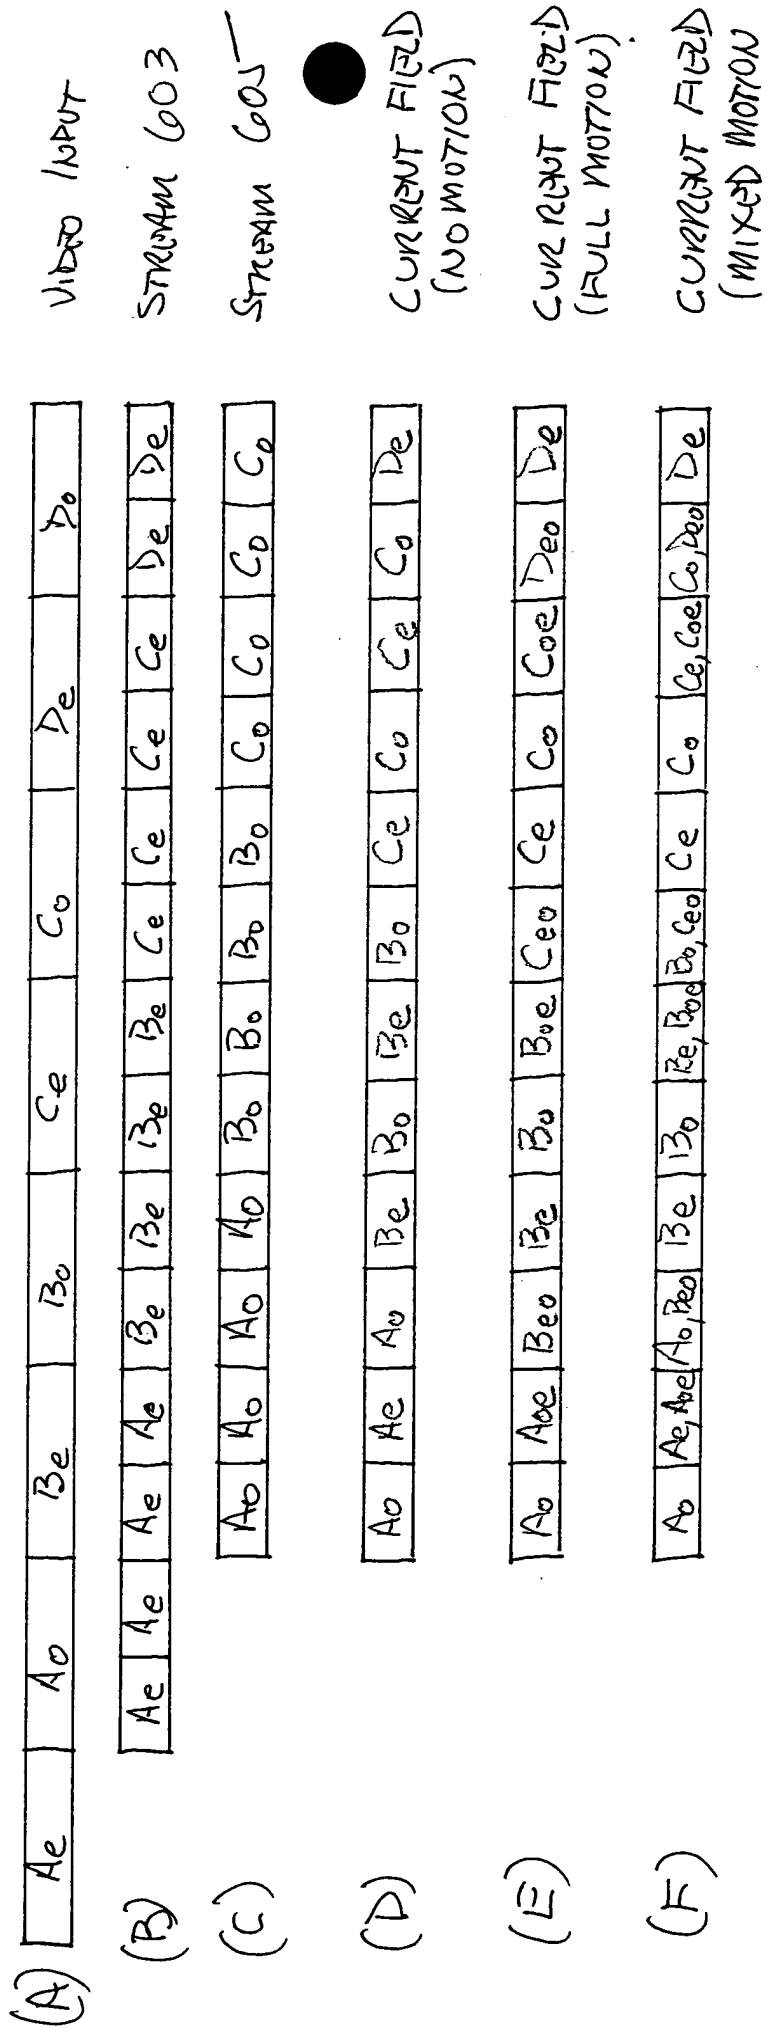 (A) Ae Ao Be Bo Ce Co De Do VIDEO INPUT
(B) Ae Ae Ae Ae Be Be Be Be Ce Ce Ce Ce De De STREAM 603
(C) Ao Ao Ao Ao Bo Bo Bo Bo Co Co Co Co STREAM 605
(D) Ao Ae Ao Be Bo Be Bo Ce Co Ce Co De CURRENT FIELD
(NO MOTION)
(E) Ao Aoe Beo Be Bo Boe Ceo Ce Co Coe Deo De CURRENT FIELD
(FULL MOTION)
(F) Ao Ae, Aoe Ao, Beo Be Bo Be, Boe Bo, Ceo Ce Co Ce, Coe Co, Deo De CURRENT FIELD
(MIXED MOTION